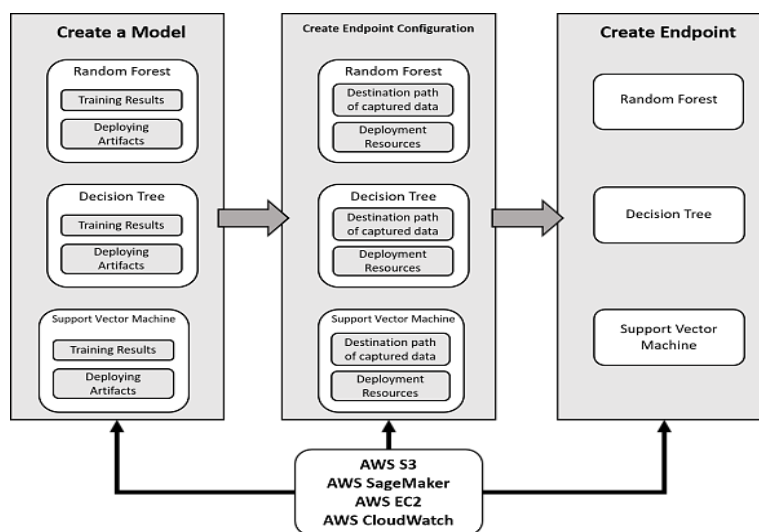 Create a Model
Random Forest
Training Results
Deploying
Artifacts
Decision Tree
Training Results
Deploying
Artifacts
Support Vector Machine
Training Results
Deploying
Artifacts
Create Endpoint Configuration
Random Forest
Destination path
of captured data
Deployment
Resources
Decision Tree
Destination path
of captured data
Deployment
Resources
Support Vector Machine
Destination path
of captured data
Deployment
Resources
Create Endpoint
Random Forest
Decision Tree
Support Vector
Machine
AWS S3
AWS SageMaker
AWS EC2
AWS CloudWatch